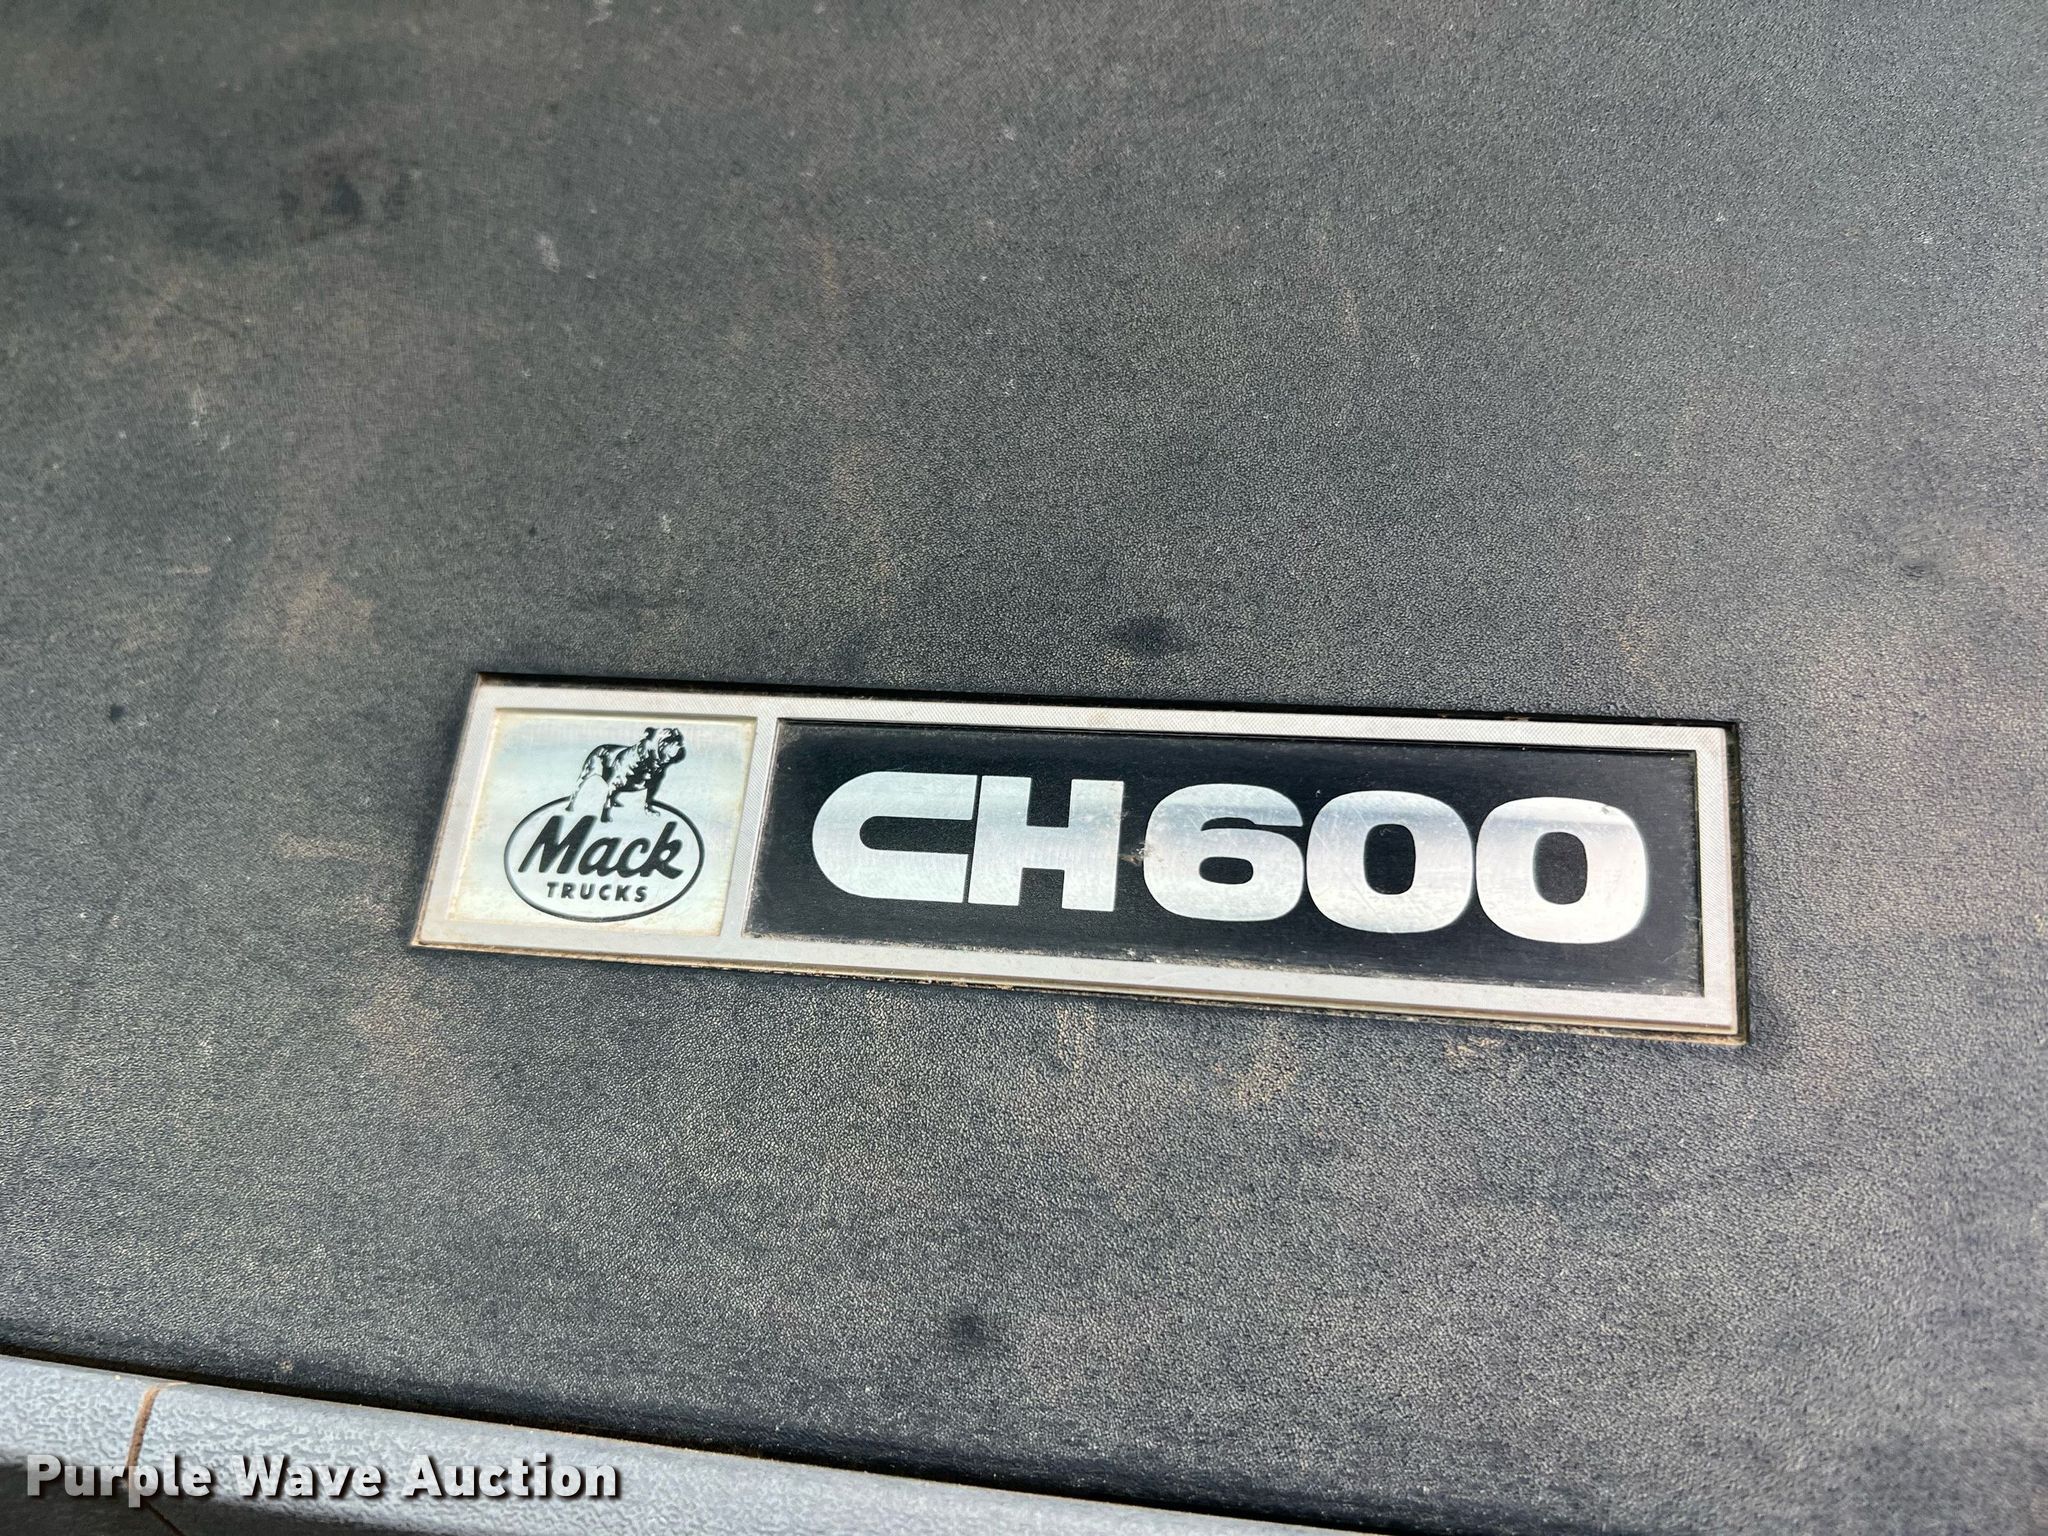 Mack
TRUCKS
CH600
Purple Wave Auction